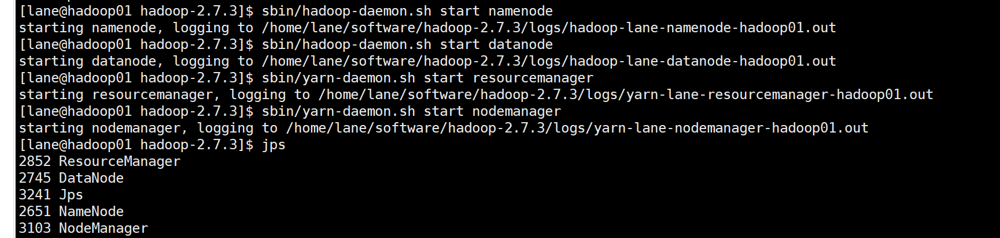 [lane@hadoop01 hadoop-2.7.3]$ sbin/hadoop-daemon.sh start namenode
starting namenode, logging to /home/lane/software/hadoop-2.7.3/logs/hadoop-lane-namenode-hadoop01.out
[lane@hadoop01 hadoop-2.7.3]$ sbin/hadoop-daemon.sh start datanode
starting datanode, logging to /home/lane/software/hadoop-2.7.3/logs/hadoop-lane-datanode-hadoop01.out
[lane@hadoop01 hadoop-2.7.3]$ sbin/yarn-daemon.sh start resourcemanager
starting resourcemanager, logging to /home/lane/software/hadoop-2.7.3/logs/yarn-lane-resourcemanager-hadoop01.out
[lane@hadoop01 hadoop-2.7.3]$ sbin/yarn-daemon.sh start nodemanager
starting nodemanager, logging to /home/lane/software/hadoop-2.7.3/logs/yarn-lane-nodemanager-hadoop01.out
[lane@hadoop01 hadoop-2.7.3]$ jps
2852 ResourceManager
2745 DataNode
3241 Jps
2651 NameNode
3103 NodeManager